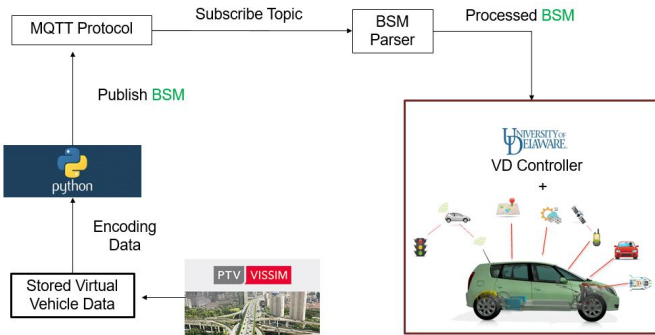 MQTT Protocol
Subscribe Topic
BSM
Parser
Processed BSM
Publish BSM
python
Encoding
Data
Stored Virtual
Vehicle Data
PTV VISSIM
UNIVERSITY OF
DELAWARE.
VD Controller
+